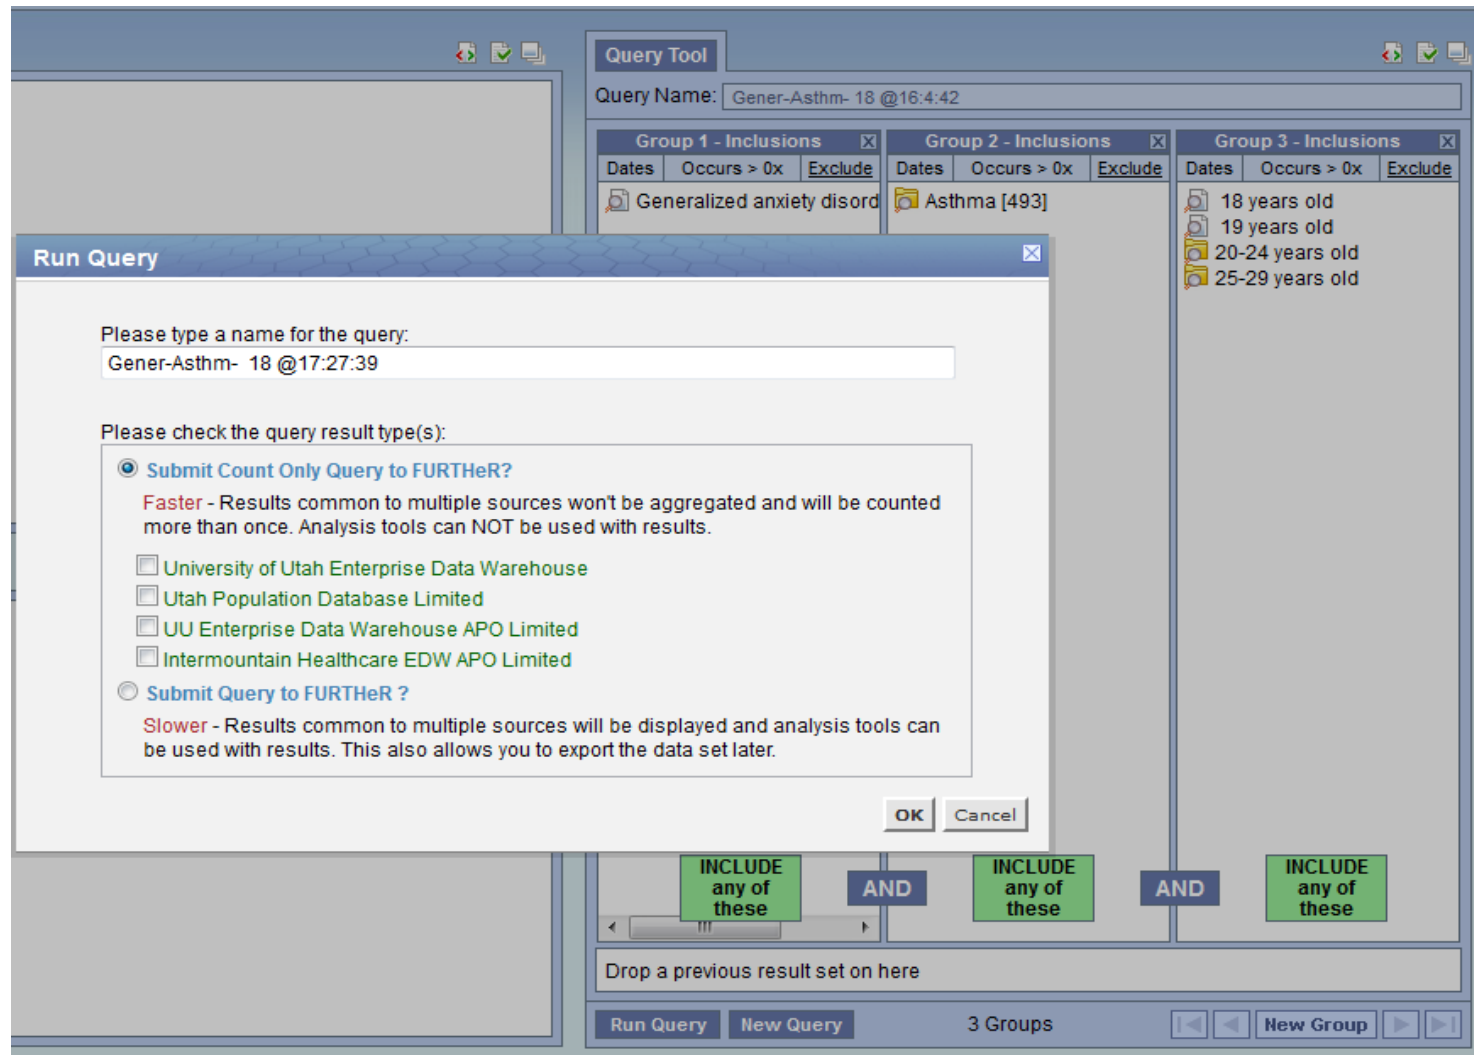 Query Tool
Query Name: Gener-Asthm- 18 @16:4:42
Group 1 - Inclusions
Group 2 - Inclusions
Group 3 - Inclusions
Dates Occurs > 0x Exclude
Dates Occurs > 0x Exclude
Dates Occurs > 0x Exclude
Generalized anxiety disord
Asthma [493]
18 years old
19 years old
20-24 years old
25-29 years old
Run Query
Please type a name for the query:
Gener-Asthm- 18 @17:27:39
Please check the query result type(s):
Submit Count Only Query to FURTHeR?
Faster - Results common to multiple sources won't be aggregated and will be counted
more than once. Analysis tools can NOT be used with results.
University of Utah Enterprise Data Warehouse
Utah Population Database Limited
UU Enterprise Data Warehouse APO Limited
Intermountain Healthcare EDW APO Limited
Submit Query to FURTHeR ?
Slower - Results common to multiple sources will be displayed and analysis tools can
be used with results. This also allows you to export the data set later.
OK Cancel
INCLUDE
any of
these
AND
INCLUDE
any of
these
AND
INCLUDE
any of
these
Drop a previous result set on here
Run Query New Query 3 Groups New Group